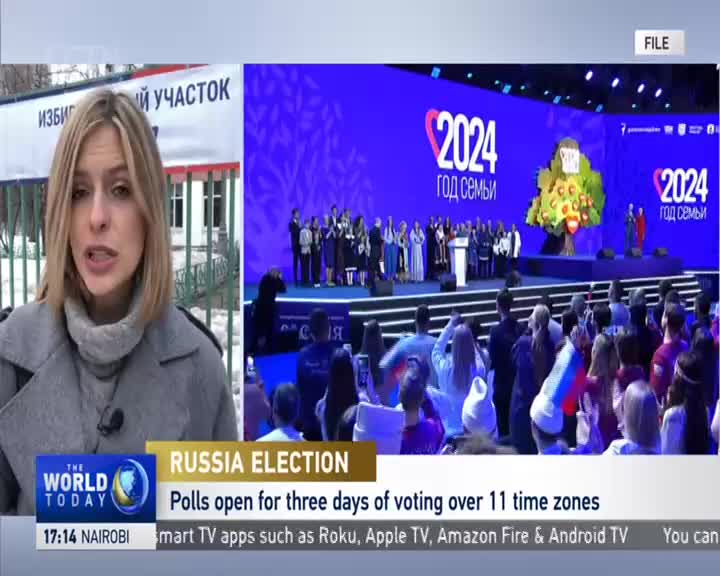 FILE
ИЗБИР
ЫЙ УЧАСТОК
2024
ГОД СЕМЬИ
2024
ГОД СЕМЬИ
RUSSIA ELECTION
Polls open for three days of voting over 11 time zones
THE
WORLD
TODAY
17:14 NAIROBI
smart TV apps such as Roku, Apple TV, Amazon Fire & Android TV
You can